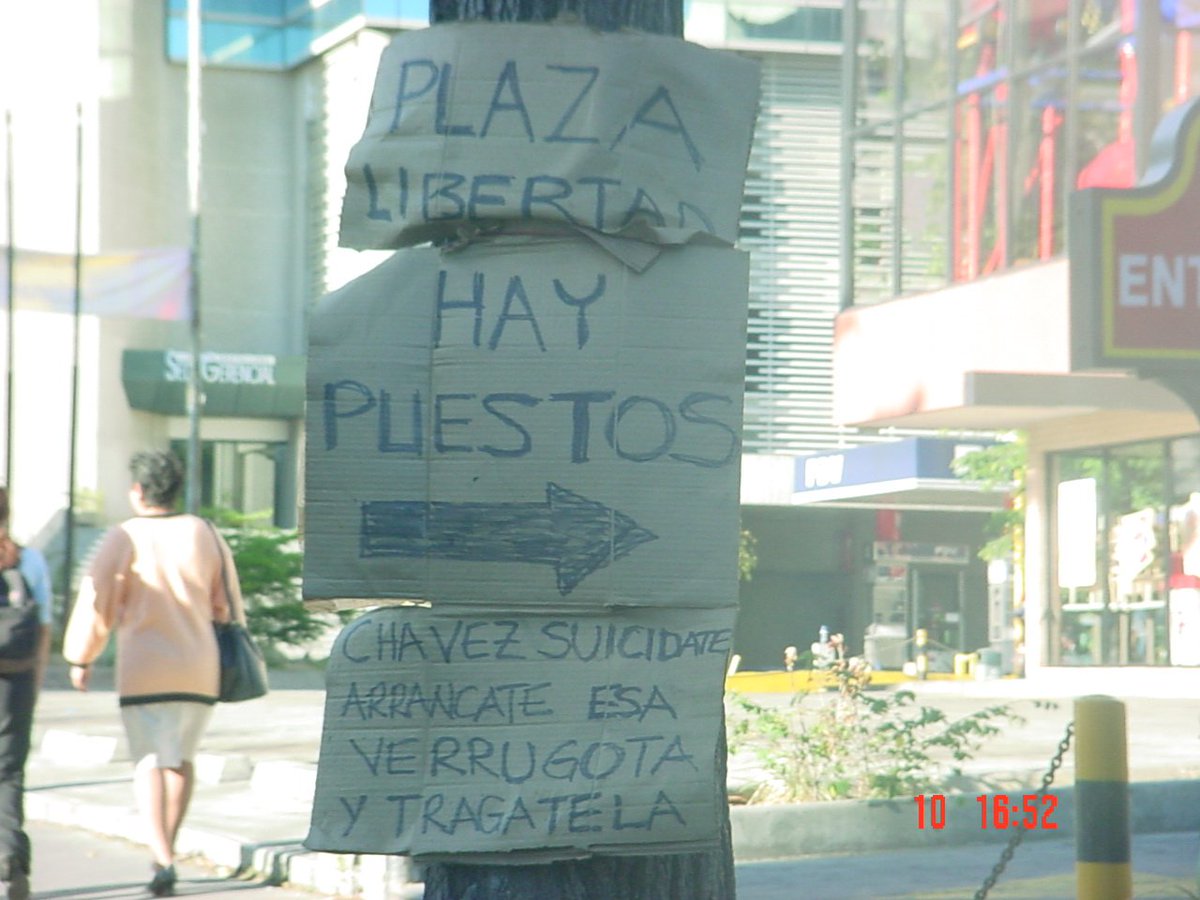 PLAZA
LIBERTAD
HAY
PUESTOS
CHAVEZ SUICIDATE
ARRANCATE ESA
VERRUGOTA
Y TRAGATELA
ENT
10 16:52